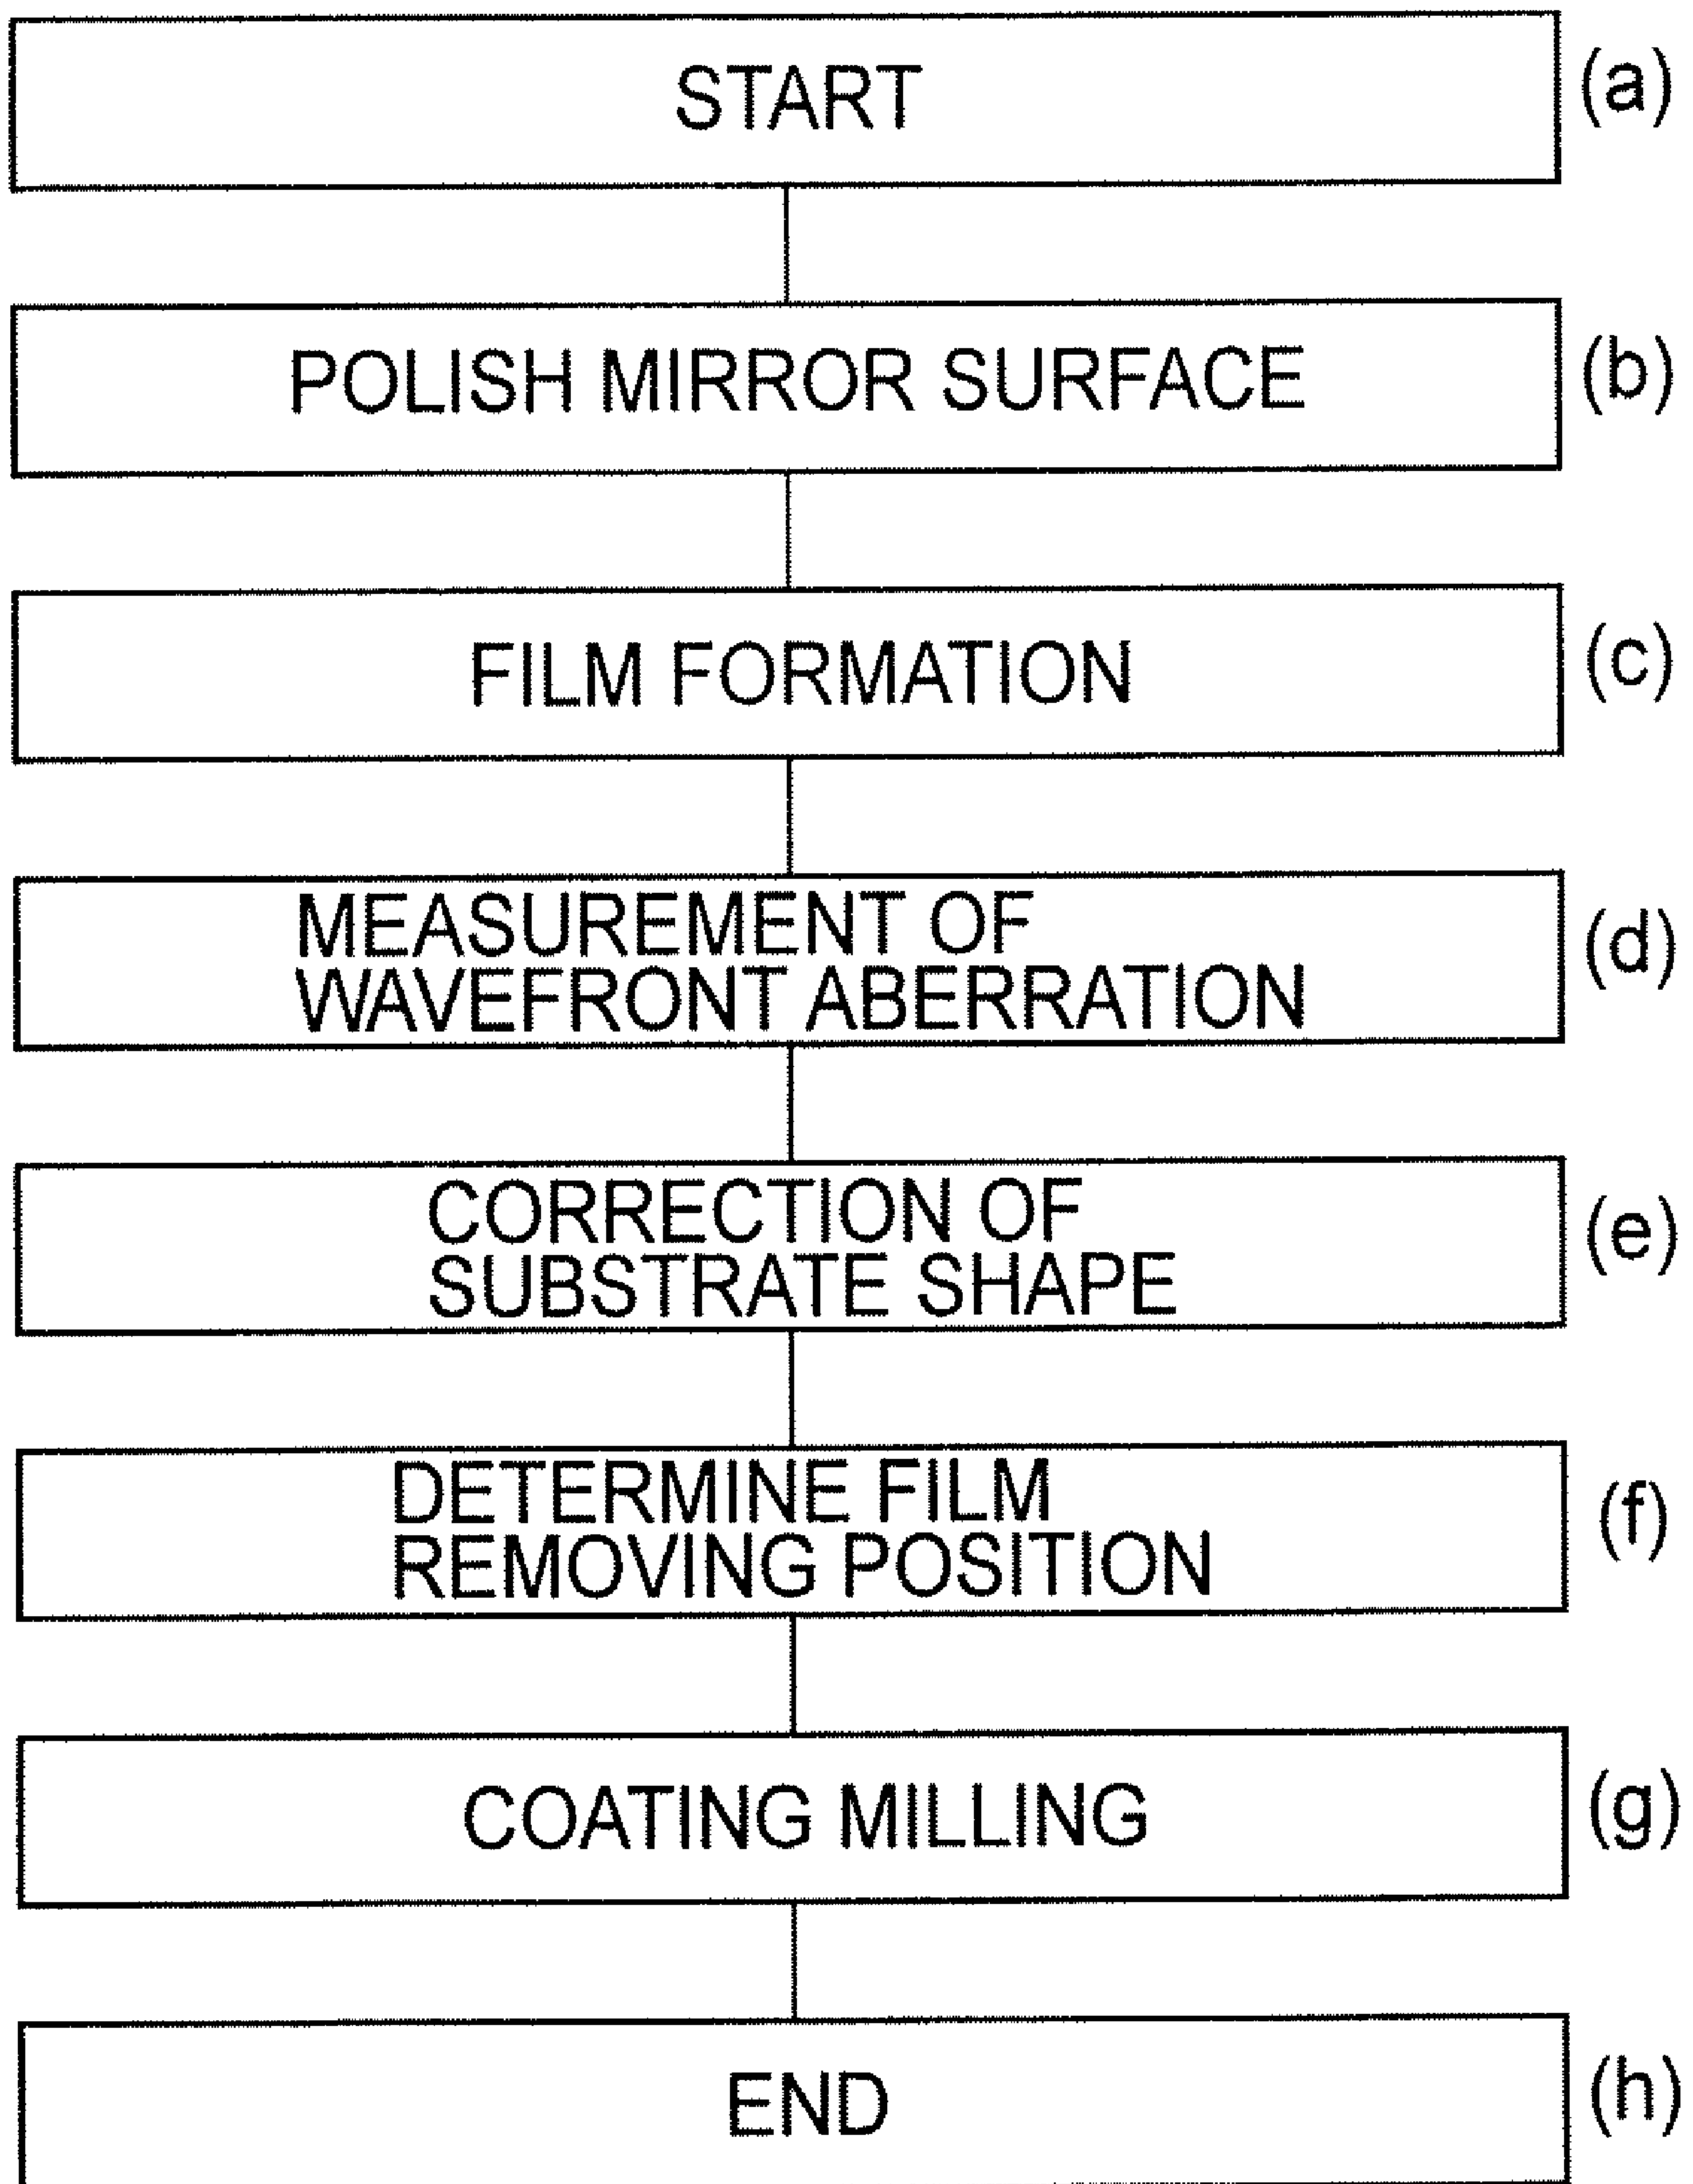 START
(a)
POLISH MIRROR SURFACE
(b)
FILM FORMATION
(c)
MEASUREMENT OF
WAVEFRONT ABERRATION
(d)
CORRECTION OF
SUBSTRATE SHAPE
(e)
DETERMINE FILM
REMOVING POSITION
(f)
COATING MILLING
(g)
END
(h)